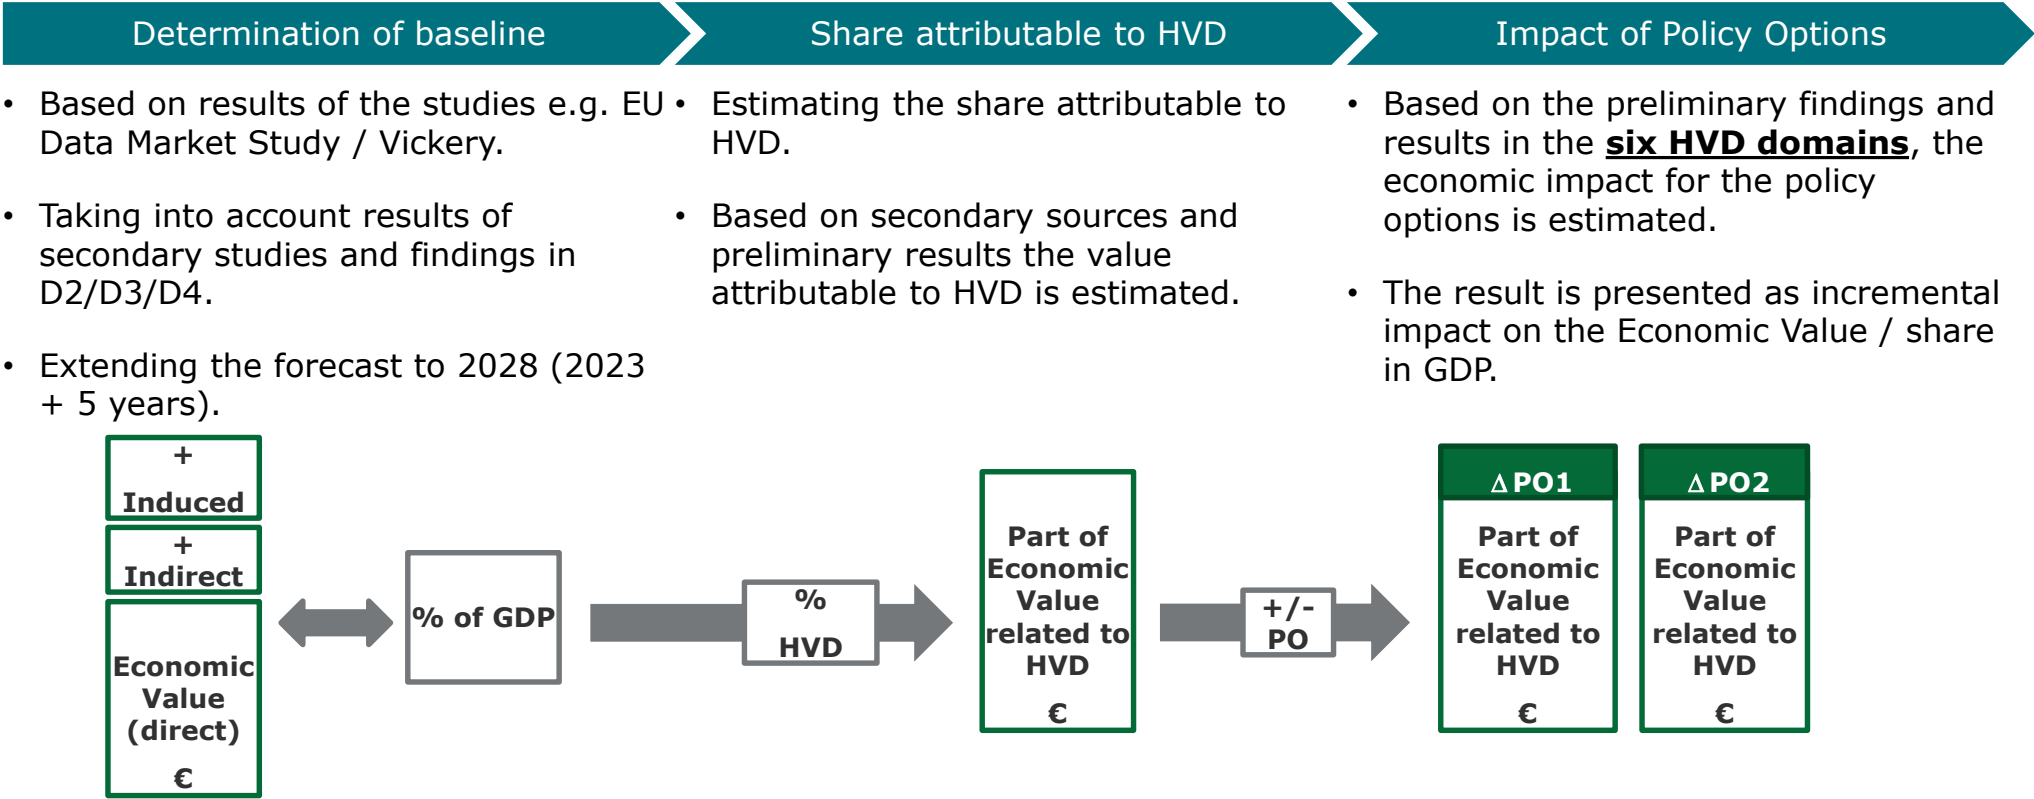 Determination of baseline
Share attributable to HVD
Impact of Policy Options
• Based on results of the studies e.g. EU
Data Market Study / Vickery.
• Taking into account results of
secondary studies and findings in
D2/D3/D4.
• Extending the forecast to 2028 (2023
+ 5 years).
• Estimating the share attributable to
HVD.
• Based on secondary sources and
preliminary results the value
attributable to HVD is estimated.
• Based on the preliminary findings and
results in the six HVD domains, the
economic impact for the policy
options is estimated.
• The result is presented as incremental
impact on the Economic Value / share
in GDP.
+
Induced
+
Indirect
Economic
Value
(direct)
€
% of GDP
%
HVD
Part of
Economic
Value
related to
HVD
€
+/-
PO
Δ PO1
Part of
Economic
Value
related to
HVD
€
Δ PO2
Part of
Economic
Value
related to
HVD
€